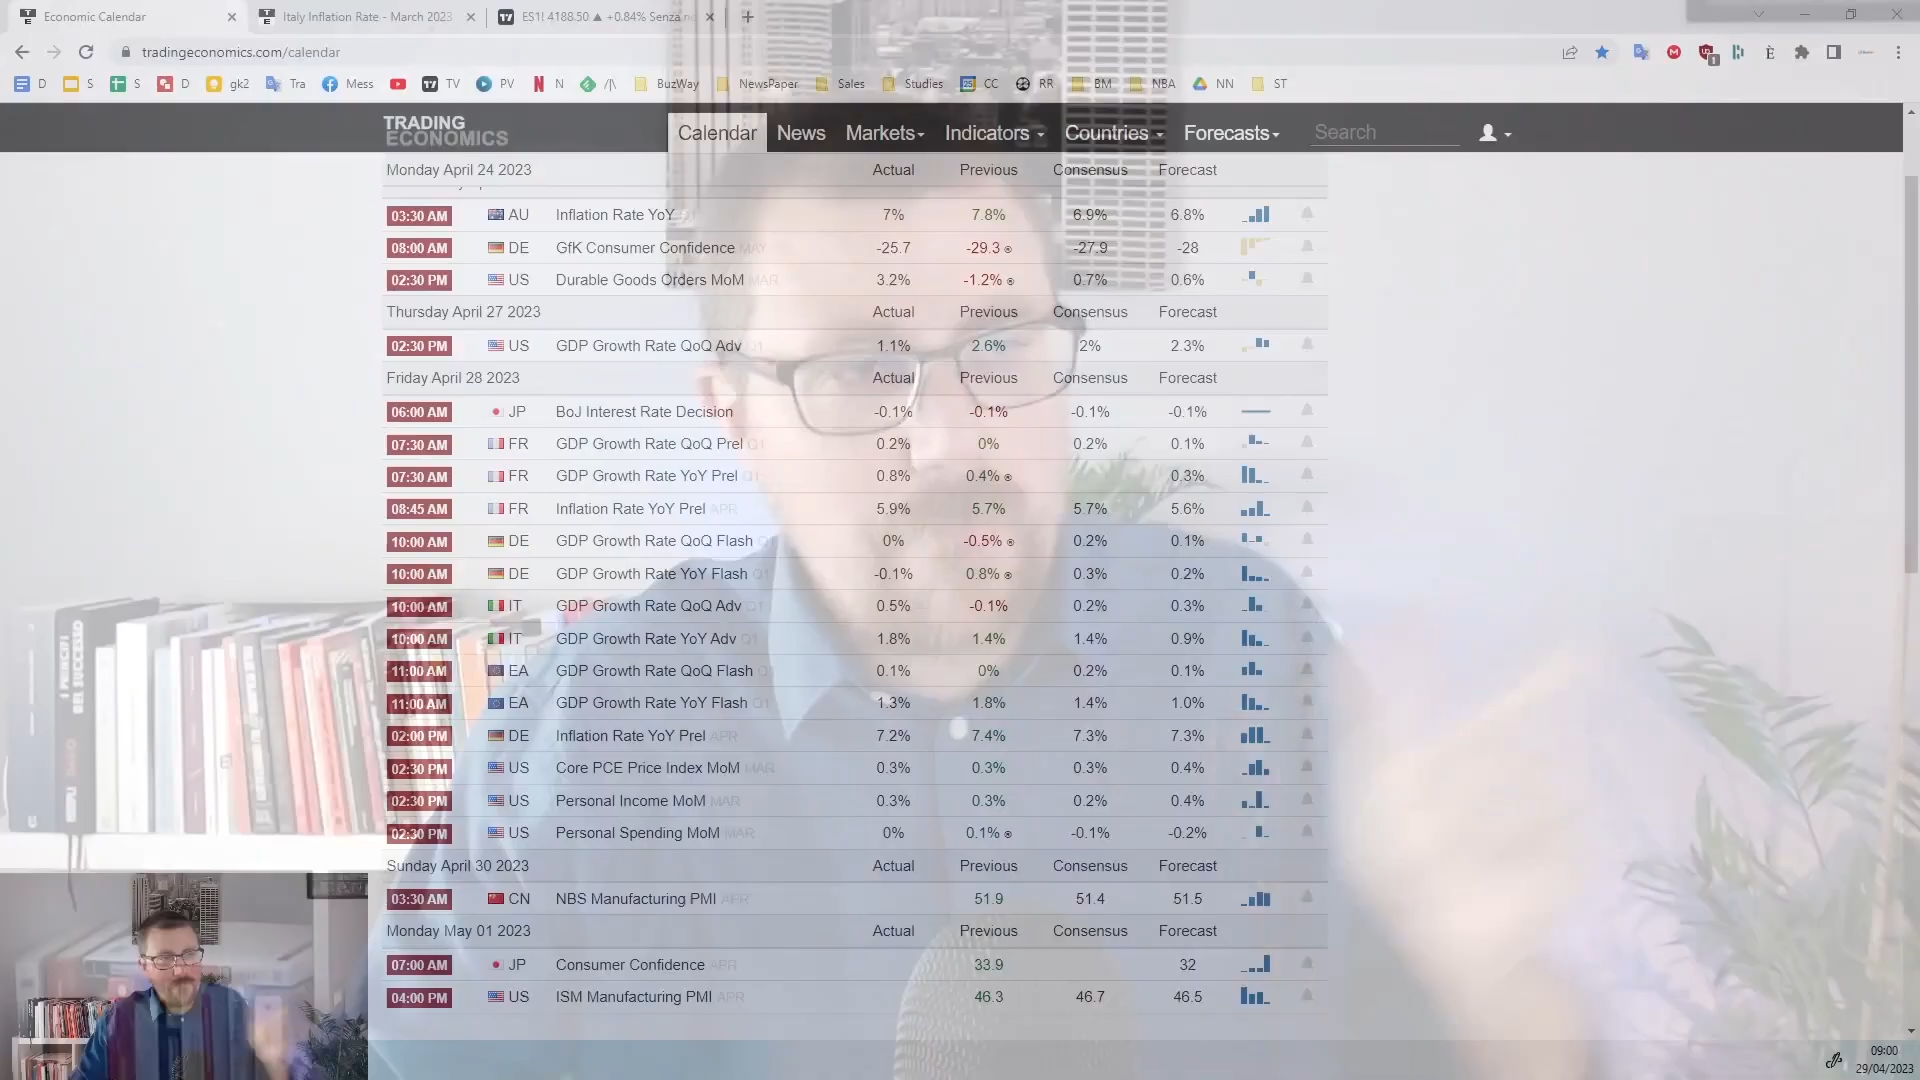 Economic Calendar
Italy Inflation Rate - March 2023
ES1! 4188.50 ▲ +0.84% Senza no
tradingeconomics.com/calendar
D S S D gk2 Tra Mess TV PV N /|\ BuzWay NewsPaper Sales Studies CC RR BM NBA NN ST
TRADING
ECONOMICS
Calendar News Markets Indicators Countries Forecasts Search
Monday April 24 2023 Actual Previous Consensus Forecast
03:30 AM AU Inflation Rate YoY Q1 7% 7.8% 6.9% 6.8%
08:00 AM DE GfK Consumer Confidence MAY -25.7 -29.3 ® -27.9 -28
02:30 PM US Durable Goods Orders MoM MAR 3.2% -1.2% ® 0.7% 0.6%
Thursday April 27 2023 Actual Previous Consensus Forecast
02:30 PM US GDP Growth Rate QoQ Adv Q1 1.1% 2.6% 2% 2.3%
Friday April 28 2023 Actual Previous Consensus Forecast
06:00 AM JP BoJ Interest Rate Decision -0.1% -0.1% -0.1% -0.1%
07:30 AM FR GDP Growth Rate QoQ Prel Q1 0.2% 0% 0.2% 0.1%
07:30 AM FR GDP Growth Rate YoY Prel Q1 0.8% 0.4% ® 0.3%
08:45 AM FR Inflation Rate YoY Prel APR 5.9% 5.7% 5.7% 5.6%
10:00 AM DE GDP Growth Rate QoQ Flash Q1 0% -0.5% ® 0.2% 0.1%
10:00 AM DE GDP Growth Rate YoY Flash Q1 -0.1% 0.8% ® 0.3% 0.2%
10:00 AM IT GDP Growth Rate QoQ Adv Q1 0.5% -0.1% 0.2% 0.3%
10:00 AM IT GDP Growth Rate YoY Adv Q1 1.8% 1.4% 1.4% 0.9%
11:00 AM EA GDP Growth Rate QoQ Flash Q1 0.1% 0% 0.2% 0.1%
11:00 AM EA GDP Growth Rate YoY Flash Q1 1.3% 1.8% 1.4% 1.0%
02:00 PM DE Inflation Rate YoY Prel APR 7.2% 7.4% 7.3% 7.3%
02:30 PM US Core PCE Price Index MoM MAR 0.3% 0.3% 0.3% 0.4%
02:30 PM US Personal Income MoM MAR 0.3% 0.3% 0.2% 0.4%
02:30 PM US Personal Spending MoM MAR 0% 0.1% ® -0.1% -0.2%
Sunday April 30 2023 Actual Previous Consensus Forecast
03:30 AM CN NBS Manufacturing PMI APR 51.9 51.4 51.5
Monday May 01 2023 Actual Previous Consensus Forecast
07:00 AM JP Consumer Confidence APR 33.9 32
04:00 PM US ISM Manufacturing PMI APR 46.3 46.7 46.5
09:00
29/04/2023